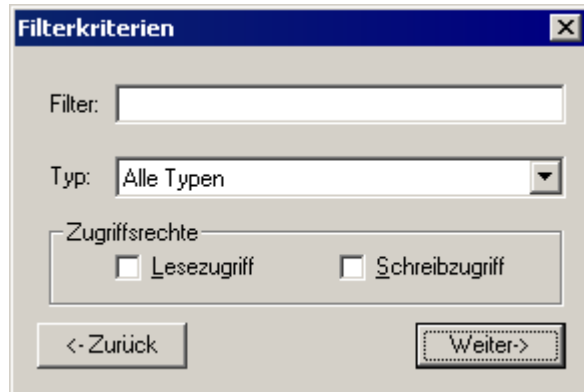 Filterkriterien
Filter:
Typ: Alle Typen
Zugriffsrechte
Lesezugriff Schreibzugriff
<- Zurück Weiter->